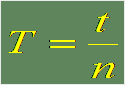 T = t/n